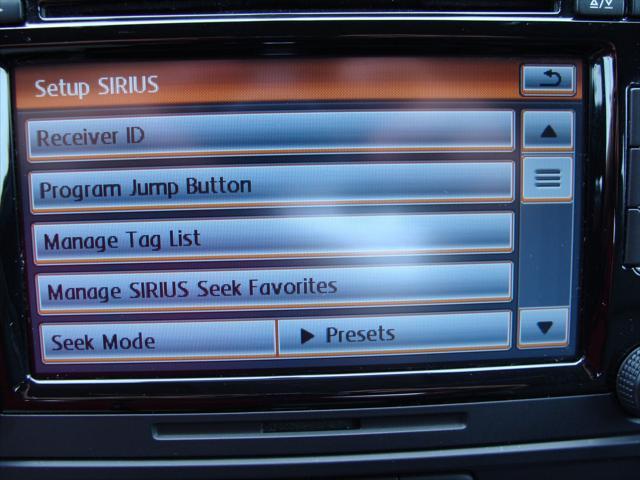 Setup SIRIUS
Receiver ID
Program Jump Button
Manage Tag List
Manage SIRIUS Seek Favorites
Seek Mode ▶ Presets